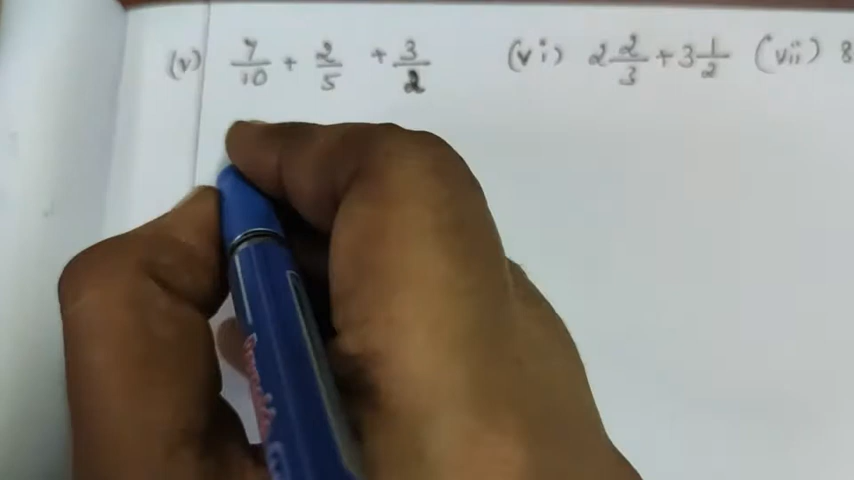 (v) 7/10 + 2/5 + 3/2 (vi) 2 2/3 + 3 1/2 (vii) 8